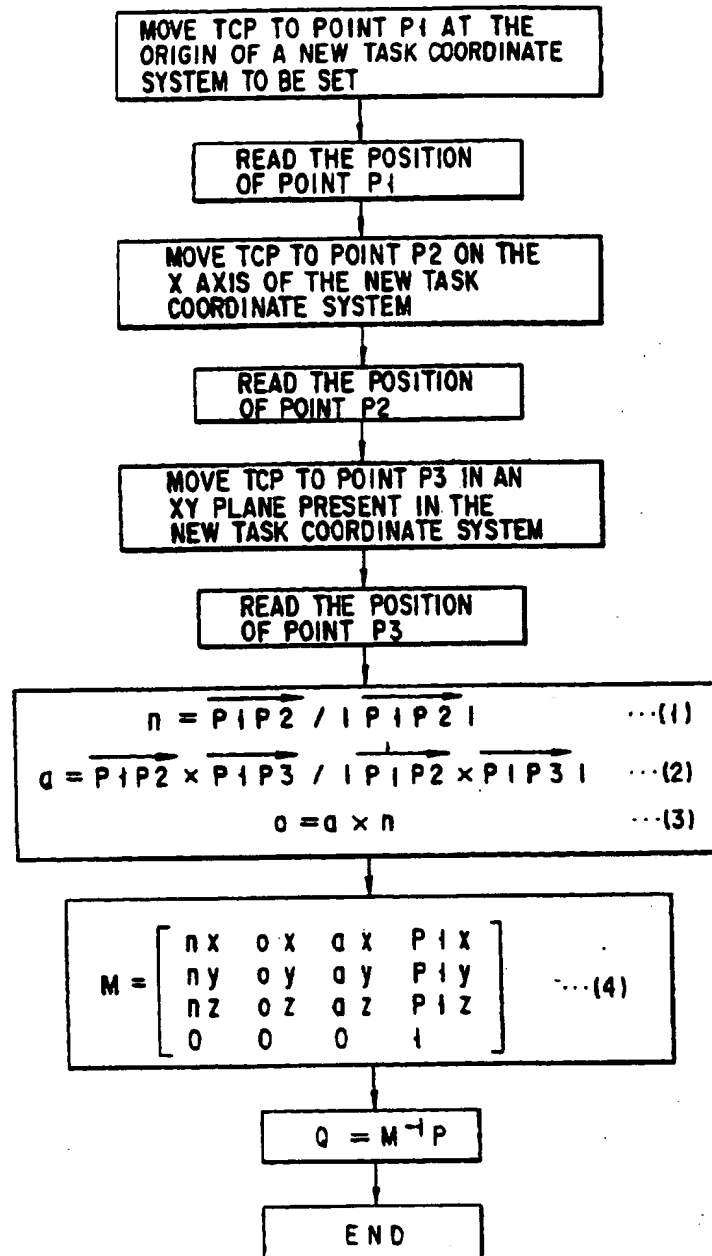 MOVE TCP TO POINT P1 AT THE
ORIGIN OF A NEW TASK COORDINATE
SYSTEM TO BE SET
READ THE POSITION
OF POINT P1
MOVE TCP TO POINT P2 ON THE
X AXIS OF THE NEW TASK
COORDINATE SYSTEM
READ THE POSITION
OF POINT P2
MOVE TCP TO POINT P3 IN AN
XY PLANE PRESENT IN THE
NEW TASK COORDINATE SYSTEM
READ THE POSITION
OF POINT P3
n = P1P2 / | P1P2 | ···(1)
a = P1P2 × P1P3 / | P1P2 × P1P3 | ···(2)
o = a × n ···(3)
nx ox ax P1x
ny oy ay P1y
M = ···(4)
nz oz az P1z
0 0 0 1
Q = M⁻¹ P
END